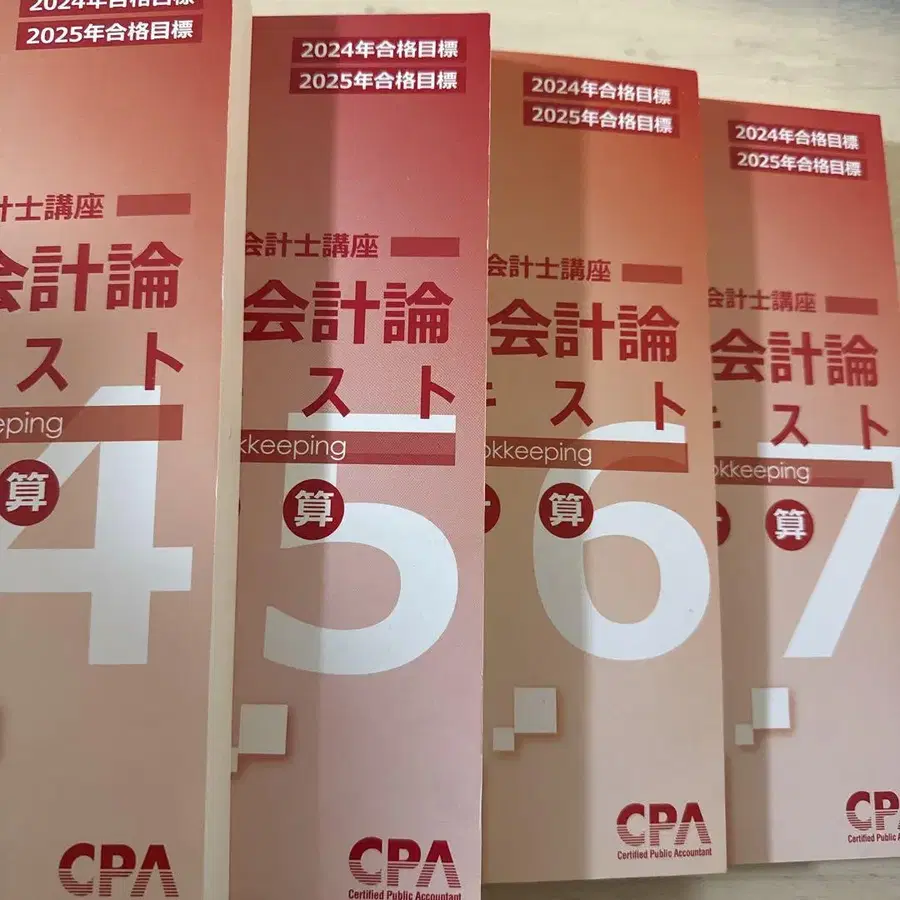 2024年合格目標
2025年合格目標
計士講座
会計論
スト
eping
算
4
CPA
2024年合格目標
2025年合格目標
会計士講座
会計論
スト
kkeeping
算
5
CPA
Certified Public Accountant
2024年合格目標
2025年合格目標
会計士講座
会計論
キスト
okkeeping
計算
6
CPA
Certified Public Accountant
2024年合格目標
2025年合格目標
会計士講座
会計論
キスト
okkeeping
計算
7
CPA
Certified Public Accountant